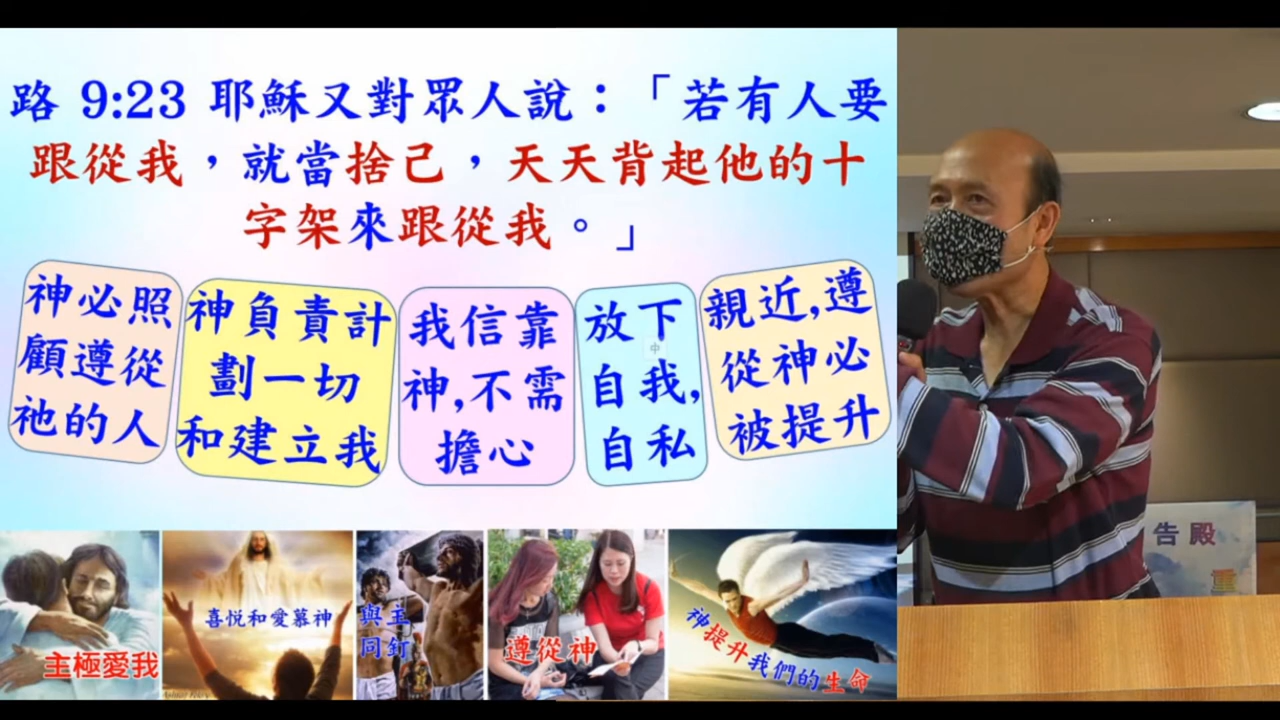 路 9:23 耶穌又對眾人說：「若有人要
跟從我，就當捨己，天天背起他的十
字架來跟從我。」
神必照
顧遵從
祂的人
神負責計
劃一切
和建立我
我信靠
神,不需
擔心
放下
自我,
自私
中
親近,遵
從神必
被提升
主極愛我
喜悅和愛慕神
與主
同釘
遵從神
神提升我們的生命
告殿